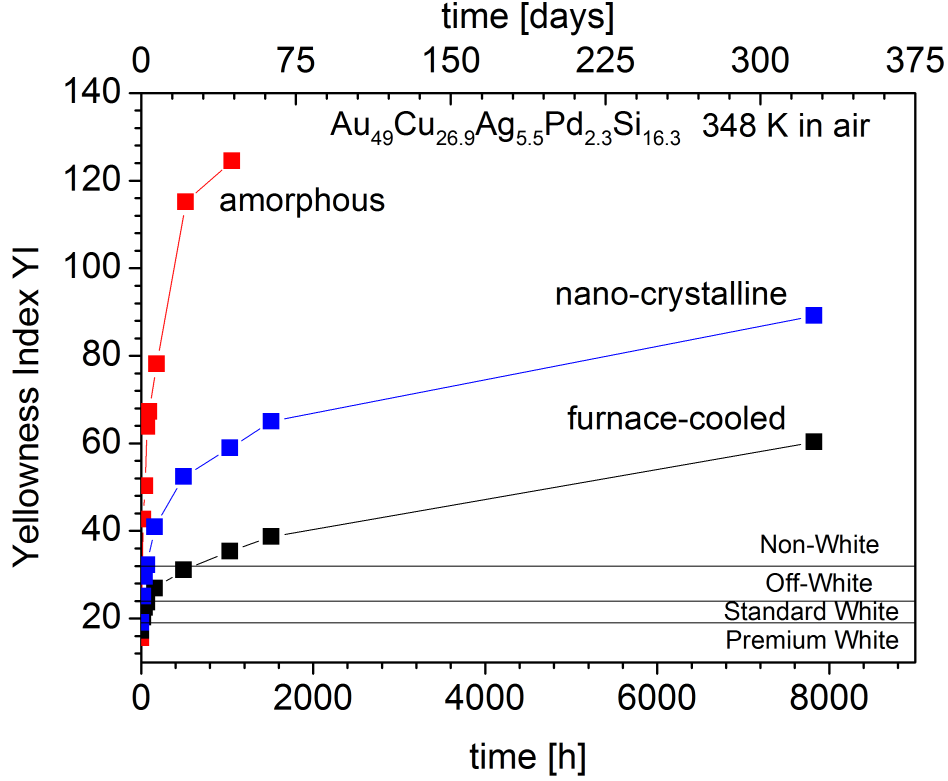 time [days]
0 75 150 225 300 375
140
Au49Cu26.9Ag5.5Pd2.3Si16.3 348 K in air
120
amorphous
100
nano-crystalline
80
furnace-cooled
60
40
Non-White
Off-White
20
Standard White
Premium White
Yellowness Index YI
0 2000 4000 6000 8000
time [h]